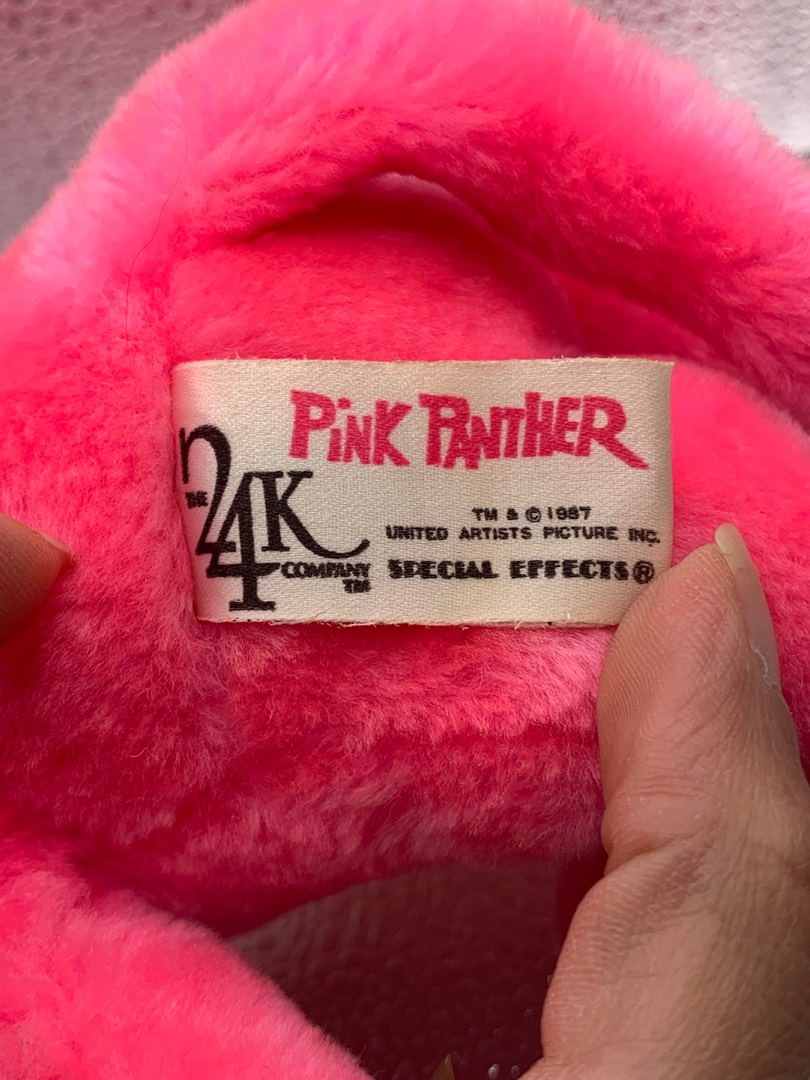 PINK PANTHER
THE 24K COMPANY TM
TM & © 1987
UNITED ARTISTS PICTURE INC.
SPECIAL EFFECTS®